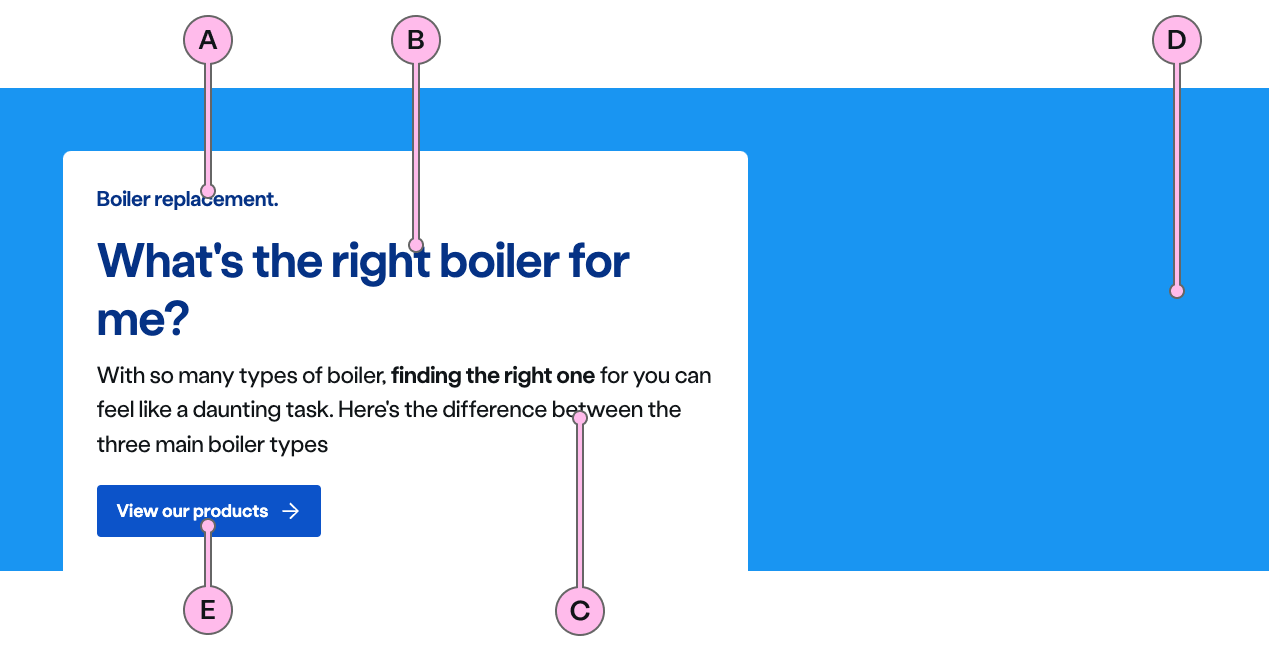 A B D
Boiler replacement.
What's the right boiler for
me?
With so many types of boiler, finding the right one for you can
feel like a daunting task. Here's the difference between the
three main boiler types
View our products
E C